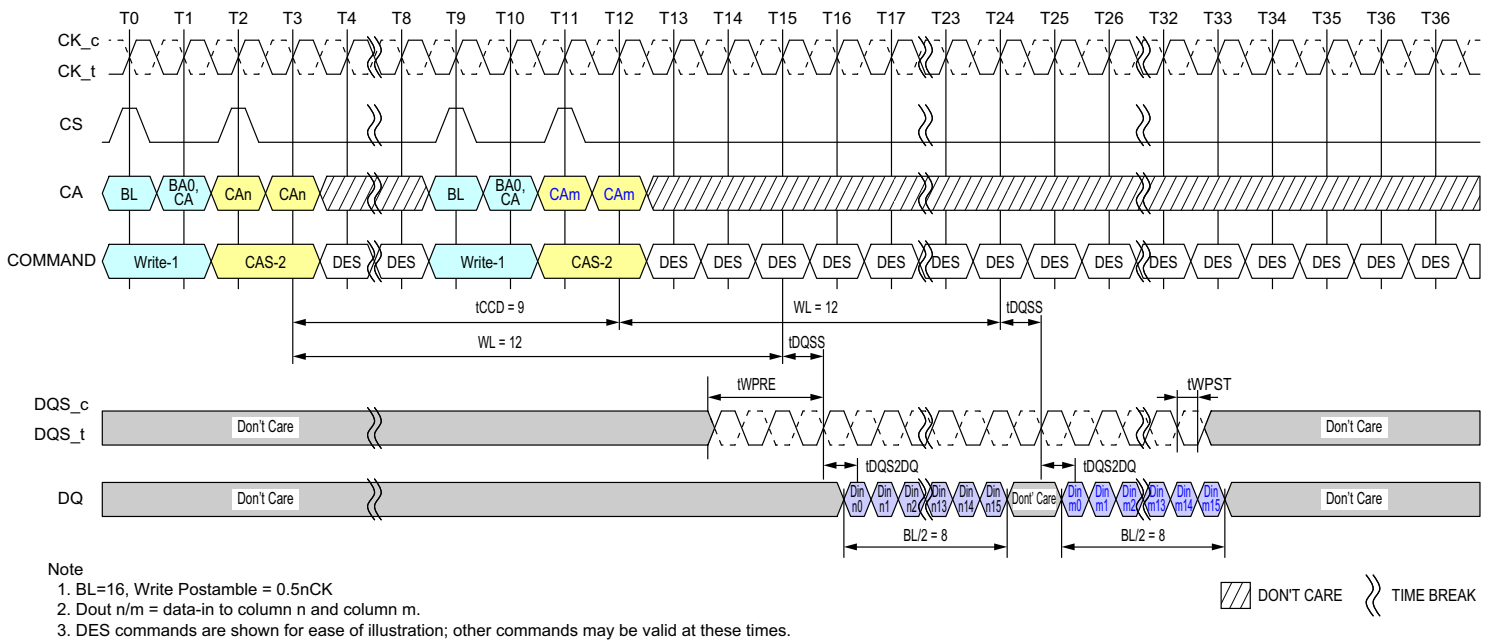 T0 T1 T2 T3 T4 T8 T9 T10 T11 T12 T13 T14 T15 T16 T17 T23 T24 T25 T26 T32 T33 T34 T35 T36 T36
CK_c
CK_t
CS
CA BL BA0, CA CAn CAn BL BA0, CA CAm CAm
COMMAND Write-1 CAS-2 DES DES Write-1 CAS-2 DES DES DES DES DES DES DES DES DES DES DES DES DES DES DES
tCCD = 9 WL = 12 tDQSS
WL = 12 tDQSS
tWPRE tWPST
DQS_c
DQS_t Don't Care Don't Care
tDQS2DQ tDQS2DQ
DQ Don't Care Din n0 Din n1 Din n2 Din n13 Din n14 Din n15 Dont' Care Din m0 Din m1 Din m2 Din m13 Din m14 Din m15 Don't Care
BL/2 = 8 BL/2 = 8
Note
1. BL=16, Write Postamble = 0.5nCK
2. Dout n/m = data-in to column n and column m.
3. DES commands are shown for ease of illustration; other commands may be valid at these times.
DON'T CARE TIME BREAK